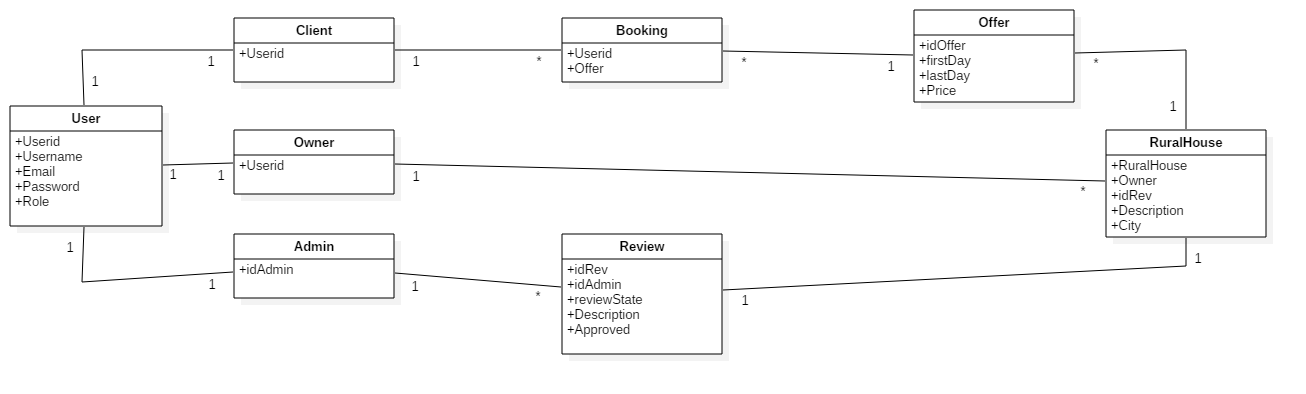 Client
+Userid
1
1
1
*
Booking
+Userid
+Offer
*
1
Offer
+idOffer
+firstDay
+lastDay
+Price
*
1
User
+Userid
+Username
+Email
+Password
+Role
1
1
Owner
+Userid
1
*
RuralHouse
+RuralHouse
+Owner
+idRev
+Description
+City
1
1
1
Admin
+idAdmin
1
*
Review
+idRev
+idAdmin
+reviewState
+Description
+Approved
1